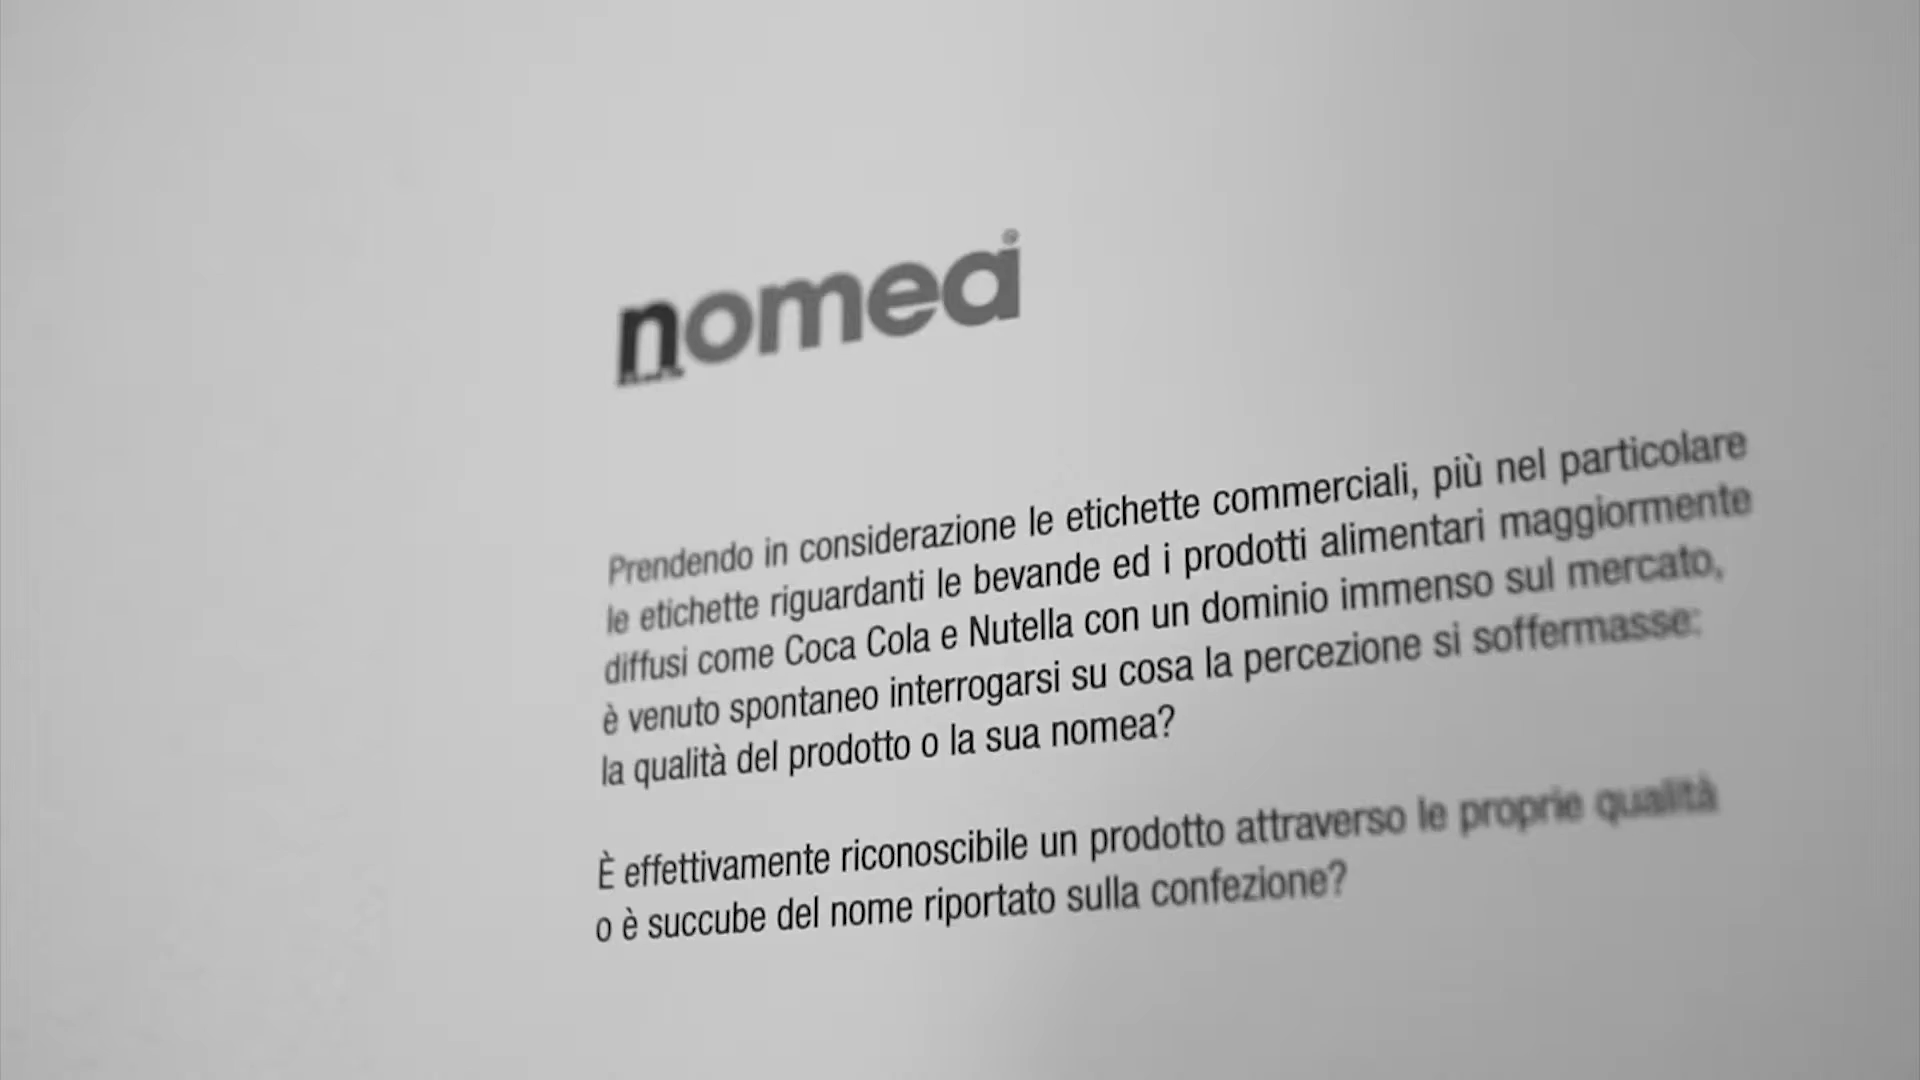 nomea
Prendendo in considerazione le etichette commerciali, più nel particolare
le etichette riguardanti le bevande ed i prodotti alimentari maggiormente
diffusi come Coca Cola e Nutella con un dominio immenso sul mercato,
è venuto spontaneo interrogarsi su cosa la percezione si soffermasse:
la qualità del prodotto o la sua nomea?
È effettivamente riconoscibile un prodotto attraverso le proprie qualità
o è succube del nome riportato sulla confezione?